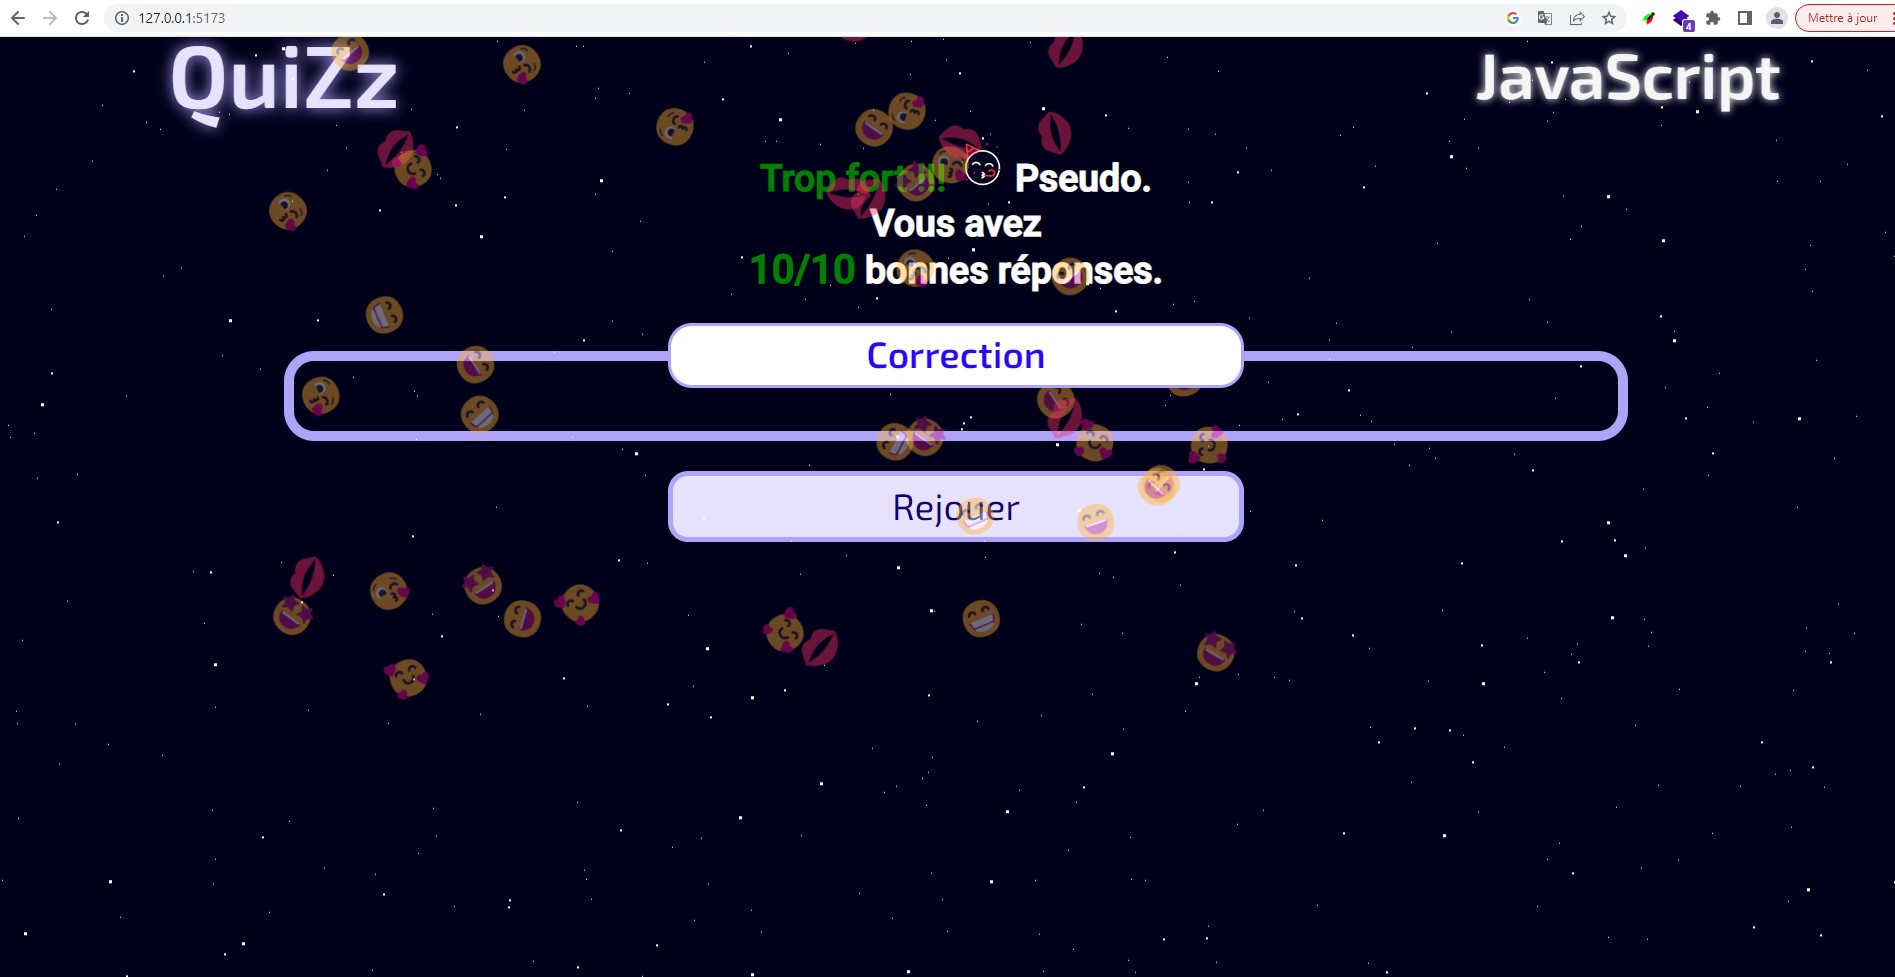 127.0.0.1:5173
4
Mettre à jour
QuiZz
JavaScript
Trop fort !!! Pseudo.
Vous avez
10/10 bonnes réponses.
Correction
Rejouer